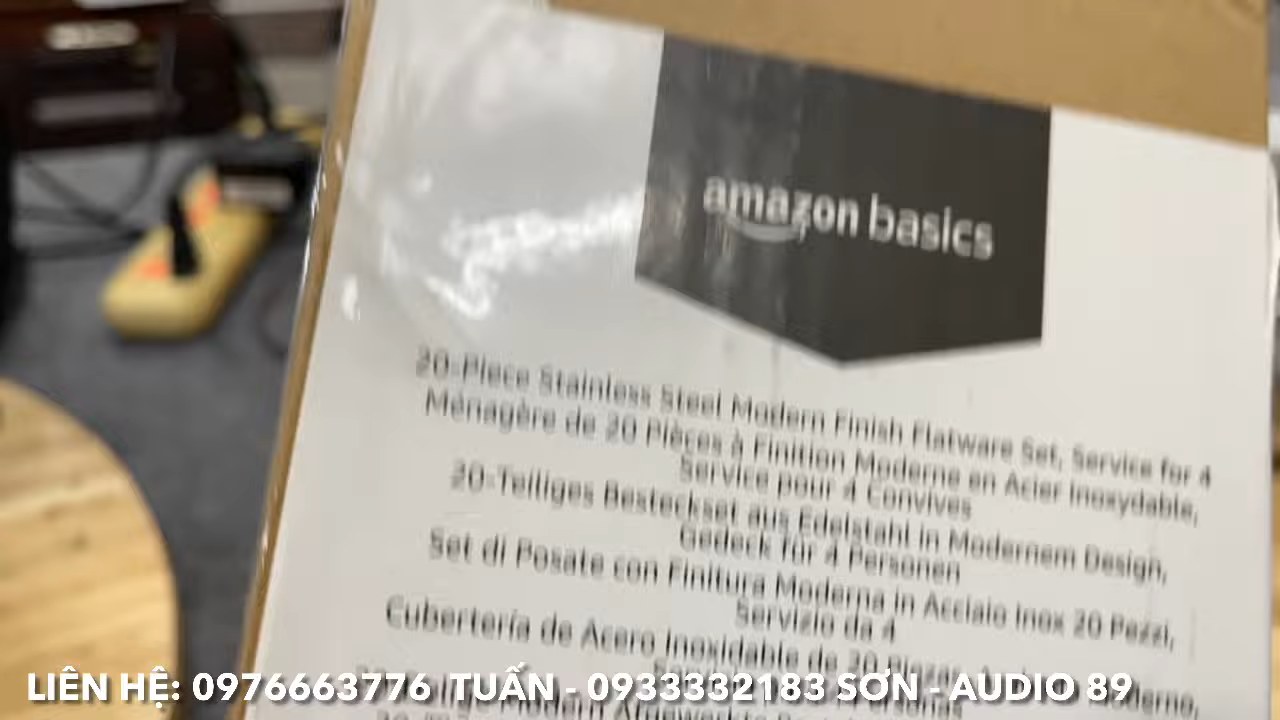 amazon basics
20-Piece Stainless Steel Modern Finish Flatware Set, Service for 4
Ménagère de 20 Pièces à Finition Moderne en Acier Inoxydable,
Service pour 4 Convives
20-Teiliges Besteckset aus Edelstahl in Modernem Design,
Gedeck für 4 Personen
Set di Posate con Finitura Moderna in Acciaio Inox 20 Pezzi,
Servizio da 4
Cubertería de Acero Inoxidable de 20 Piezas,
LIÊN HỆ: 0976663776 TUẤN - 0933332183 SƠN - AUDIO 89